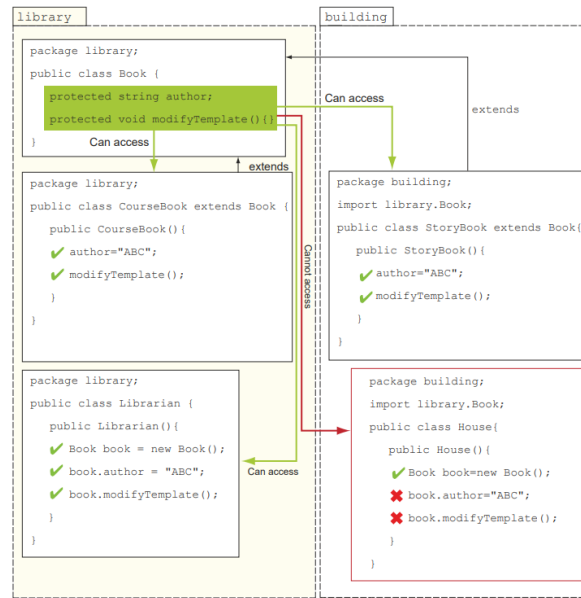 library
building
package library;
public class Book {
protected string author;
protected void modifyTemplate(){}
}
Can access
Can access
extends
extends
package library;
public class CourseBook extends Book {
public CourseBook(){
author="ABC";
modifyTemplate();
}
}
Cannot access
package building;
import library.Book;
public class StoryBook extends Book{
public StoryBook(){
author="ABC";
modifyTemplate();
}
}
package library;
public class Librarian {
public Librarian(){
Book book = new Book();
book.author = "ABC";
book.modifyTemplate();
}
}
Can access
package building;
import library.Book;
public class House{
public House(){
Book book=new Book();
book.author="ABC";
book.modifyTemplate();
}
}